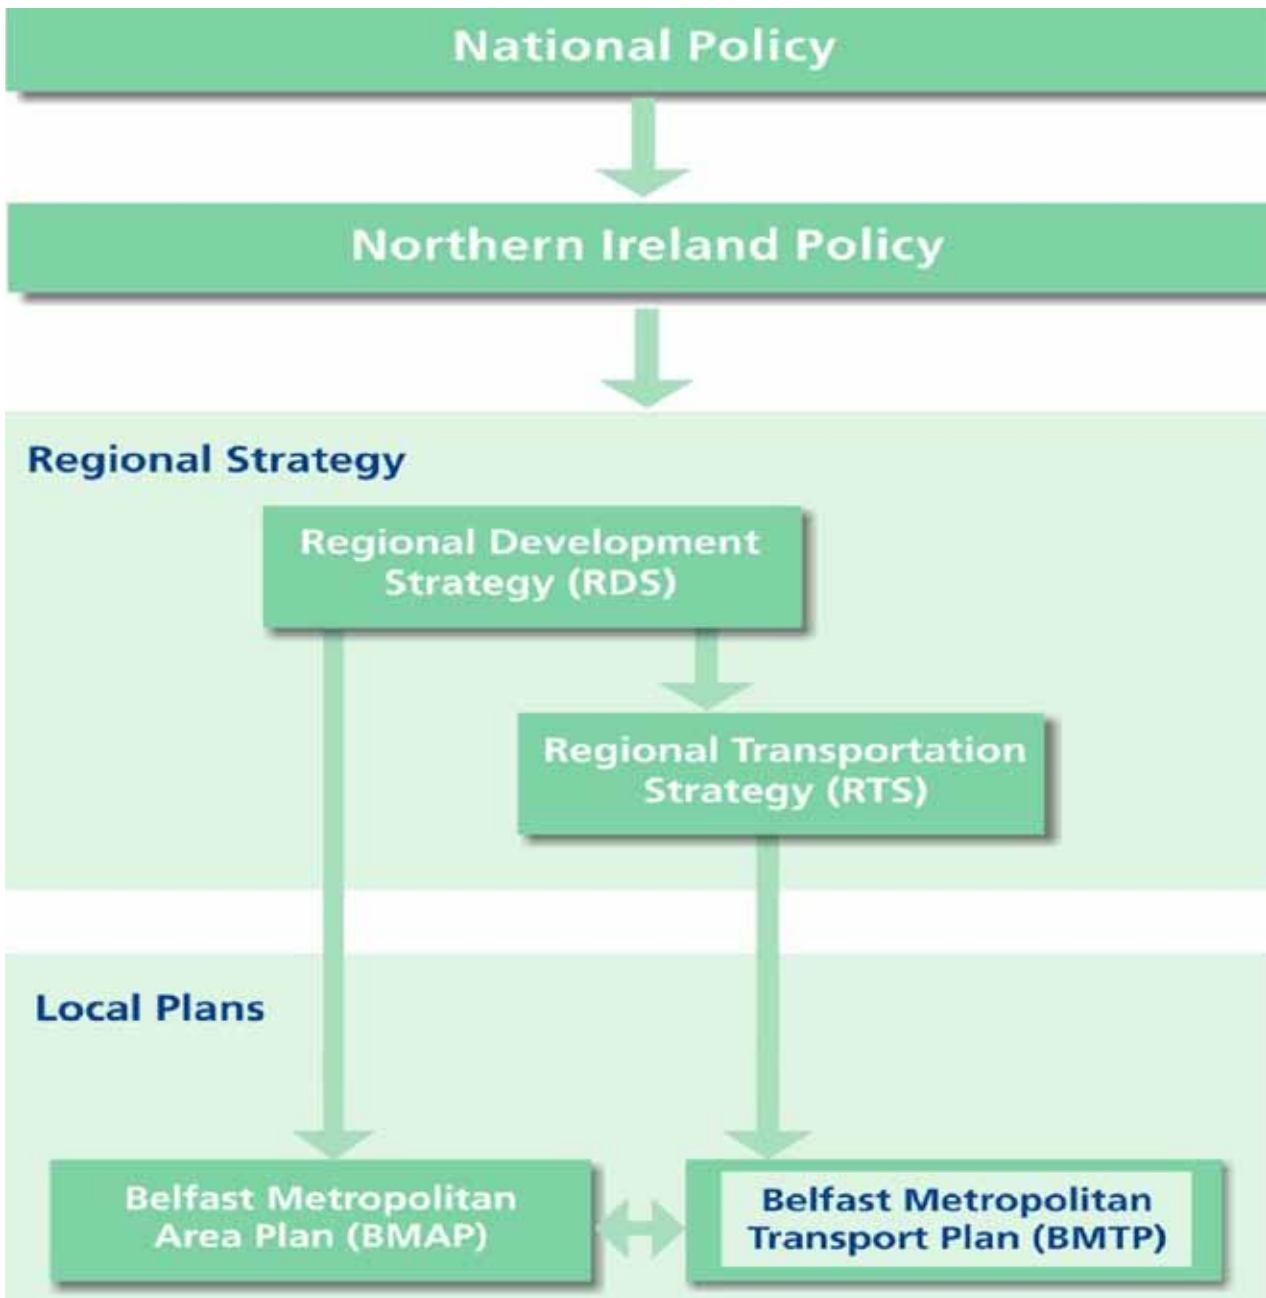 National Policy
Northern Ireland Policy
Regional Strategy
Regional Development
Strategy (RDS)
Regional Transportation
Strategy (RTS)
Local Plans
Belfast Metropolitan
Area Plan (BMAP)
Belfast Metropolitan
Transport Plan (BMTP)